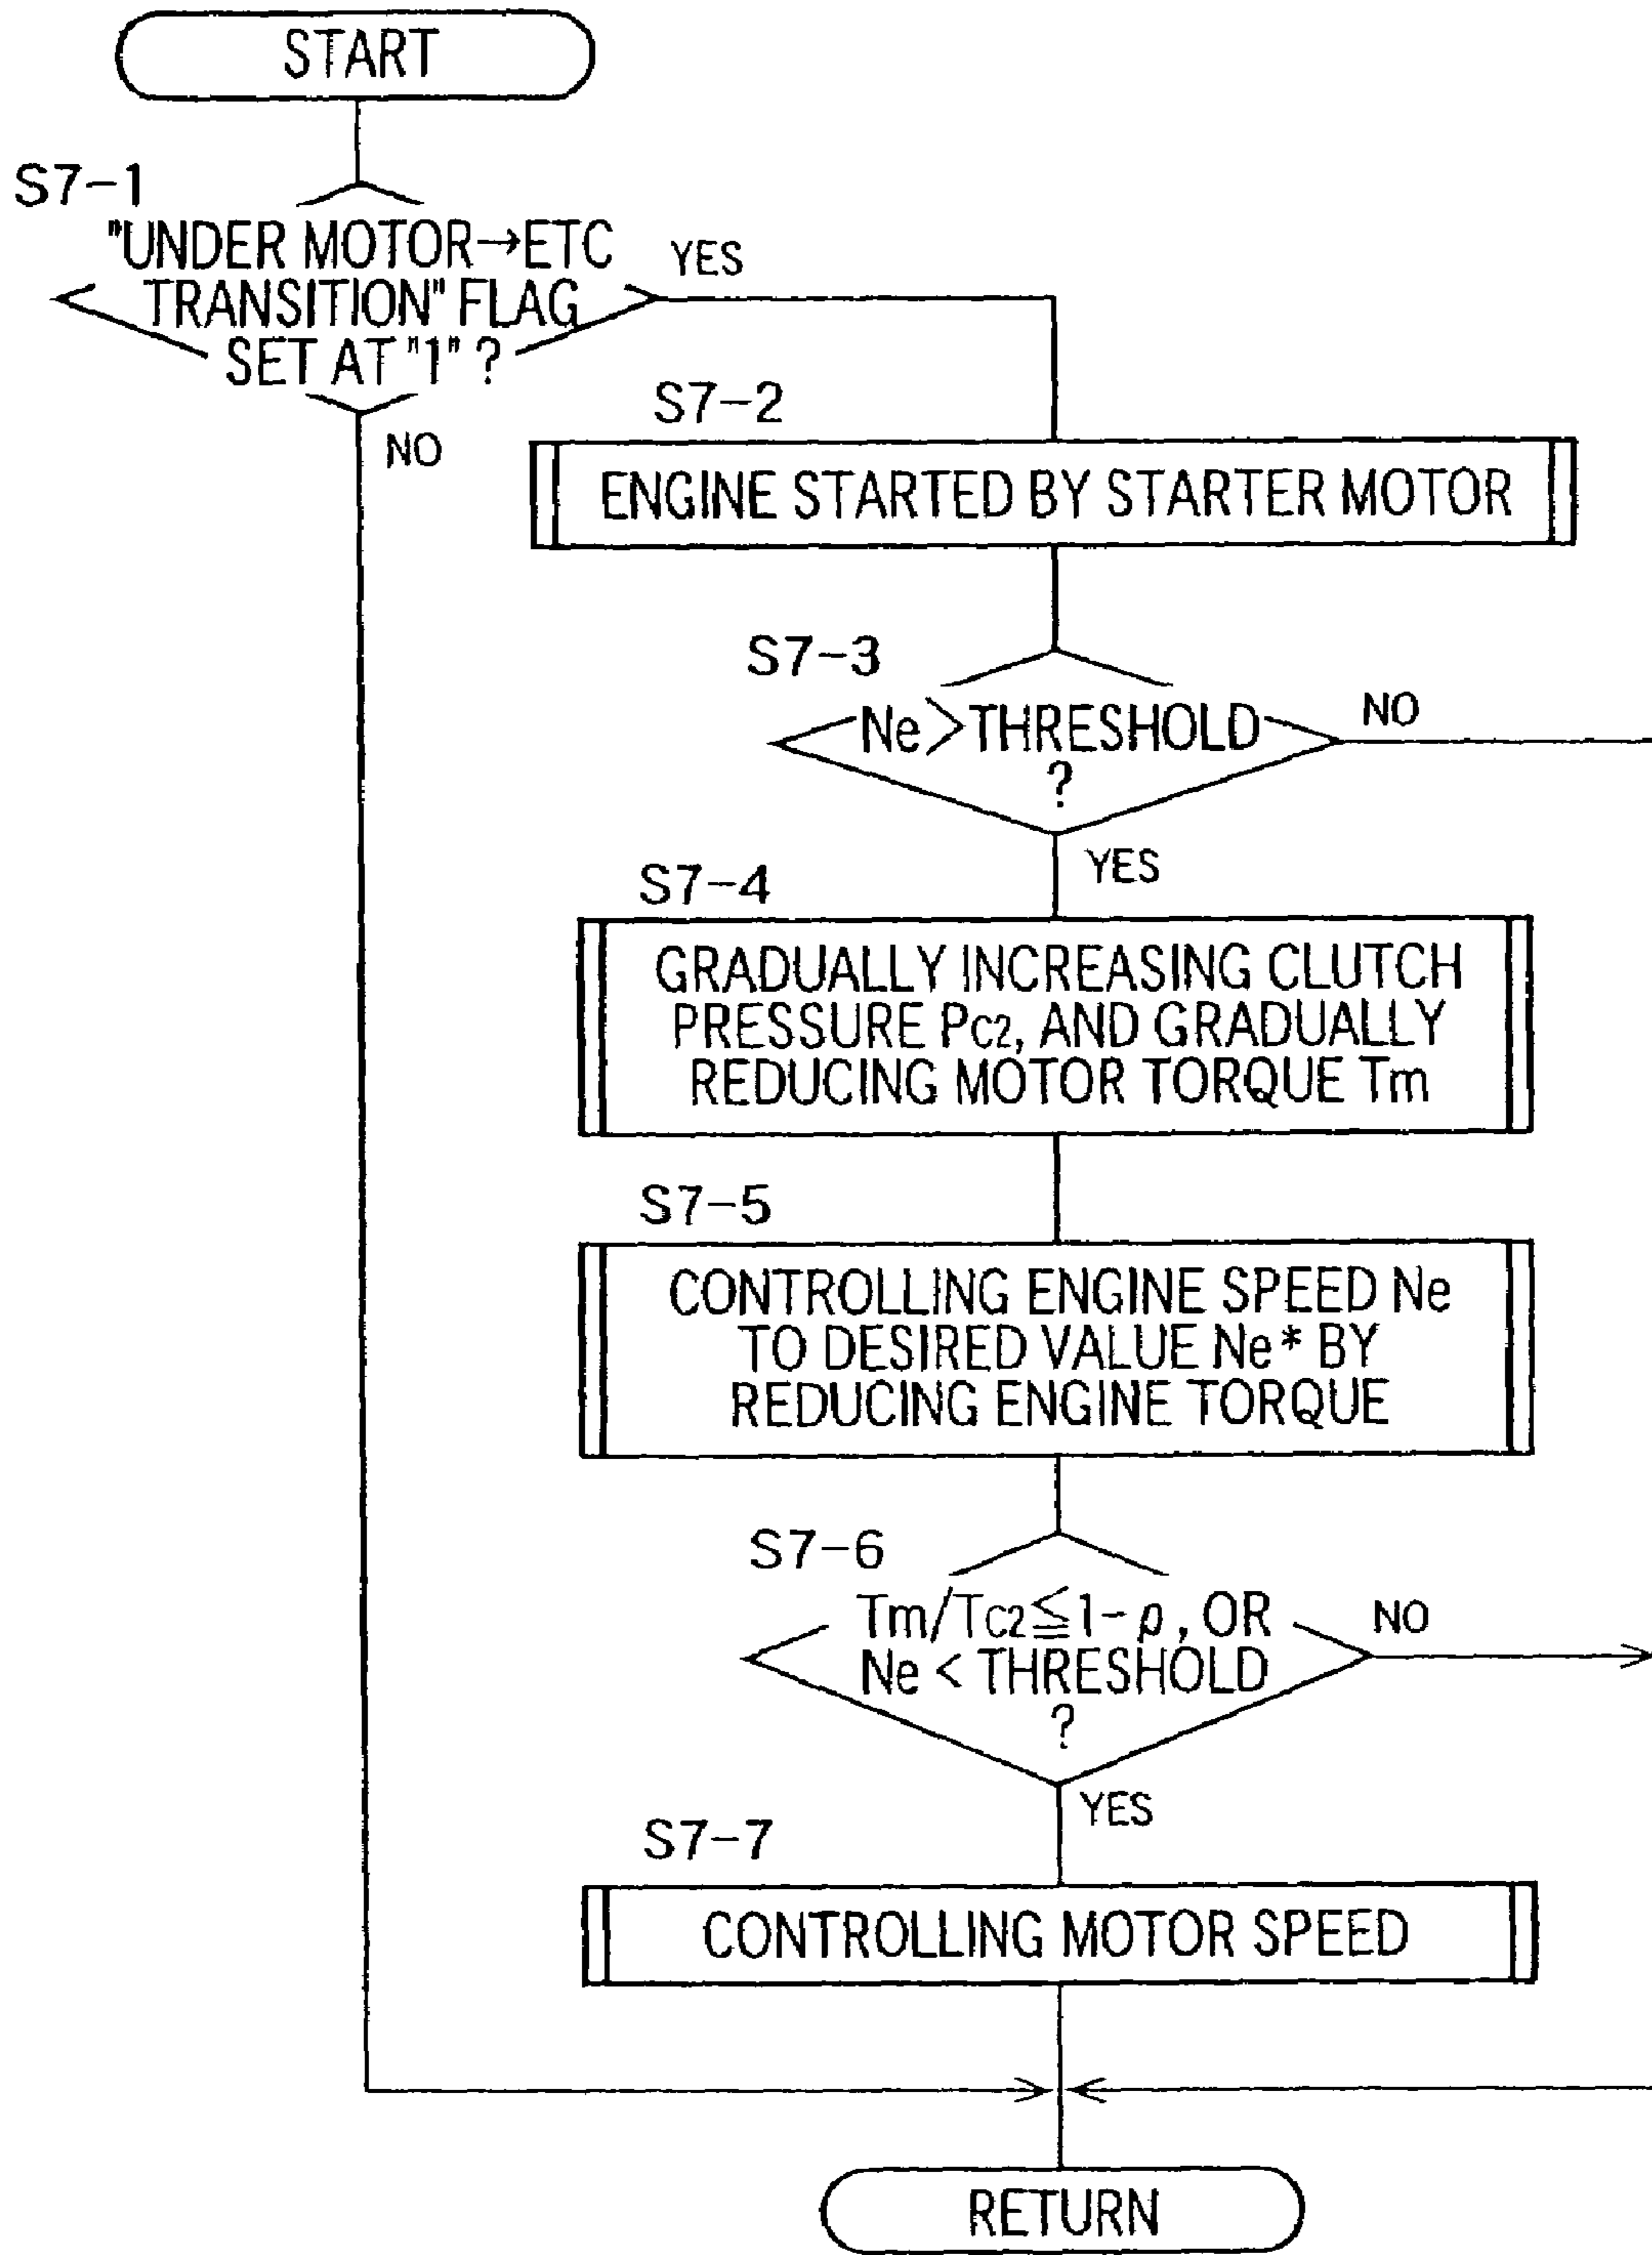 START
S7-1
"UNDER MOTOR→ETC
TRANSITION" FLAG
SET AT "1" ?
YES
NO
S7-2
ENGINE STARTED BY STARTER MOTOR
S7-3
Ne>THRESHOLD
?
NO
YES
S7-4
GRADUALLY INCREASING CLUTCH
PRESSURE PC2, AND GRADUALLY
REDUCING MOTOR TORQUE Tm
S7-5
CONTROLLING ENGINE SPEED Ne
TO DESIRED VALUE Ne* BY
REDUCING ENGINE TORQUE
S7-6
Tm/TC2≦1-ρ, OR
Ne < THRESHOLD
?
NO
YES
S7-7
CONTROLLING MOTOR SPEED
RETURN